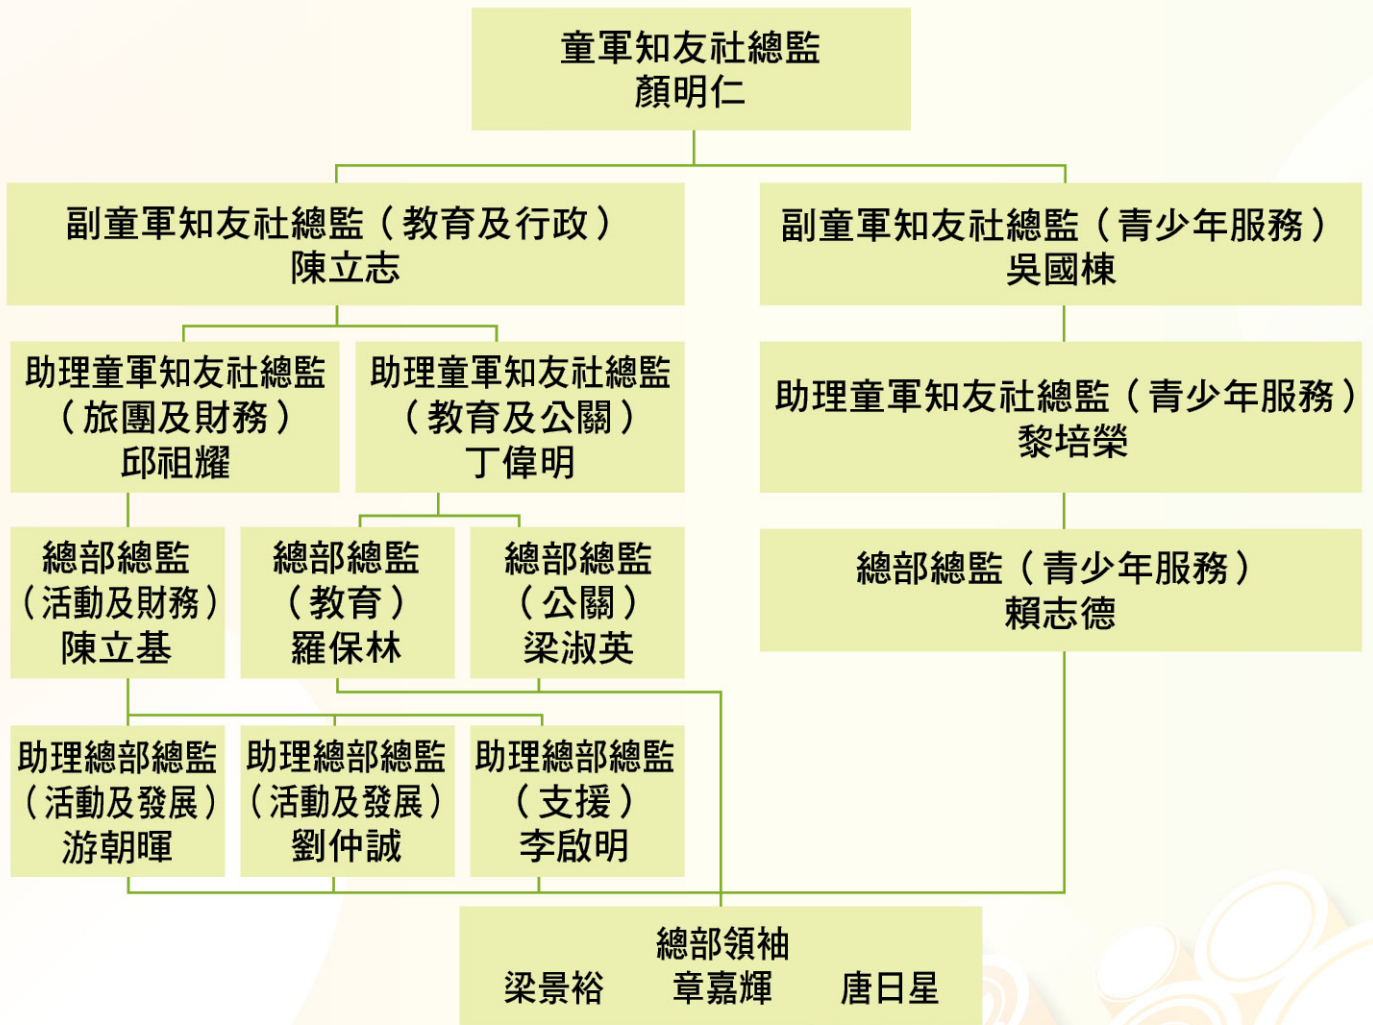 童軍知友社總監
顏明仁
副童軍知友社總監（教育及行政）
陳立志
副童軍知友社總監（青少年服務）
吳國棟
助理童軍知友社總監
（旅團及財務）
邱祖耀
助理童軍知友社總監
（教育及公關）
丁偉明
助理童軍知友社總監（青少年服務）
黎培榮
總部總監
（活動及財務）
陳立基
總部總監
（教育）
羅保林
總部總監
（公關）
梁淑英
總部總監（青少年服務）
賴志德
助理總部總監
（活動及發展）
游朝暉
助理總部總監
（活動及發展）
劉仲誠
助理總部總監
（支援）
李啟明
總部領袖
梁景裕 章嘉輝 唐日星